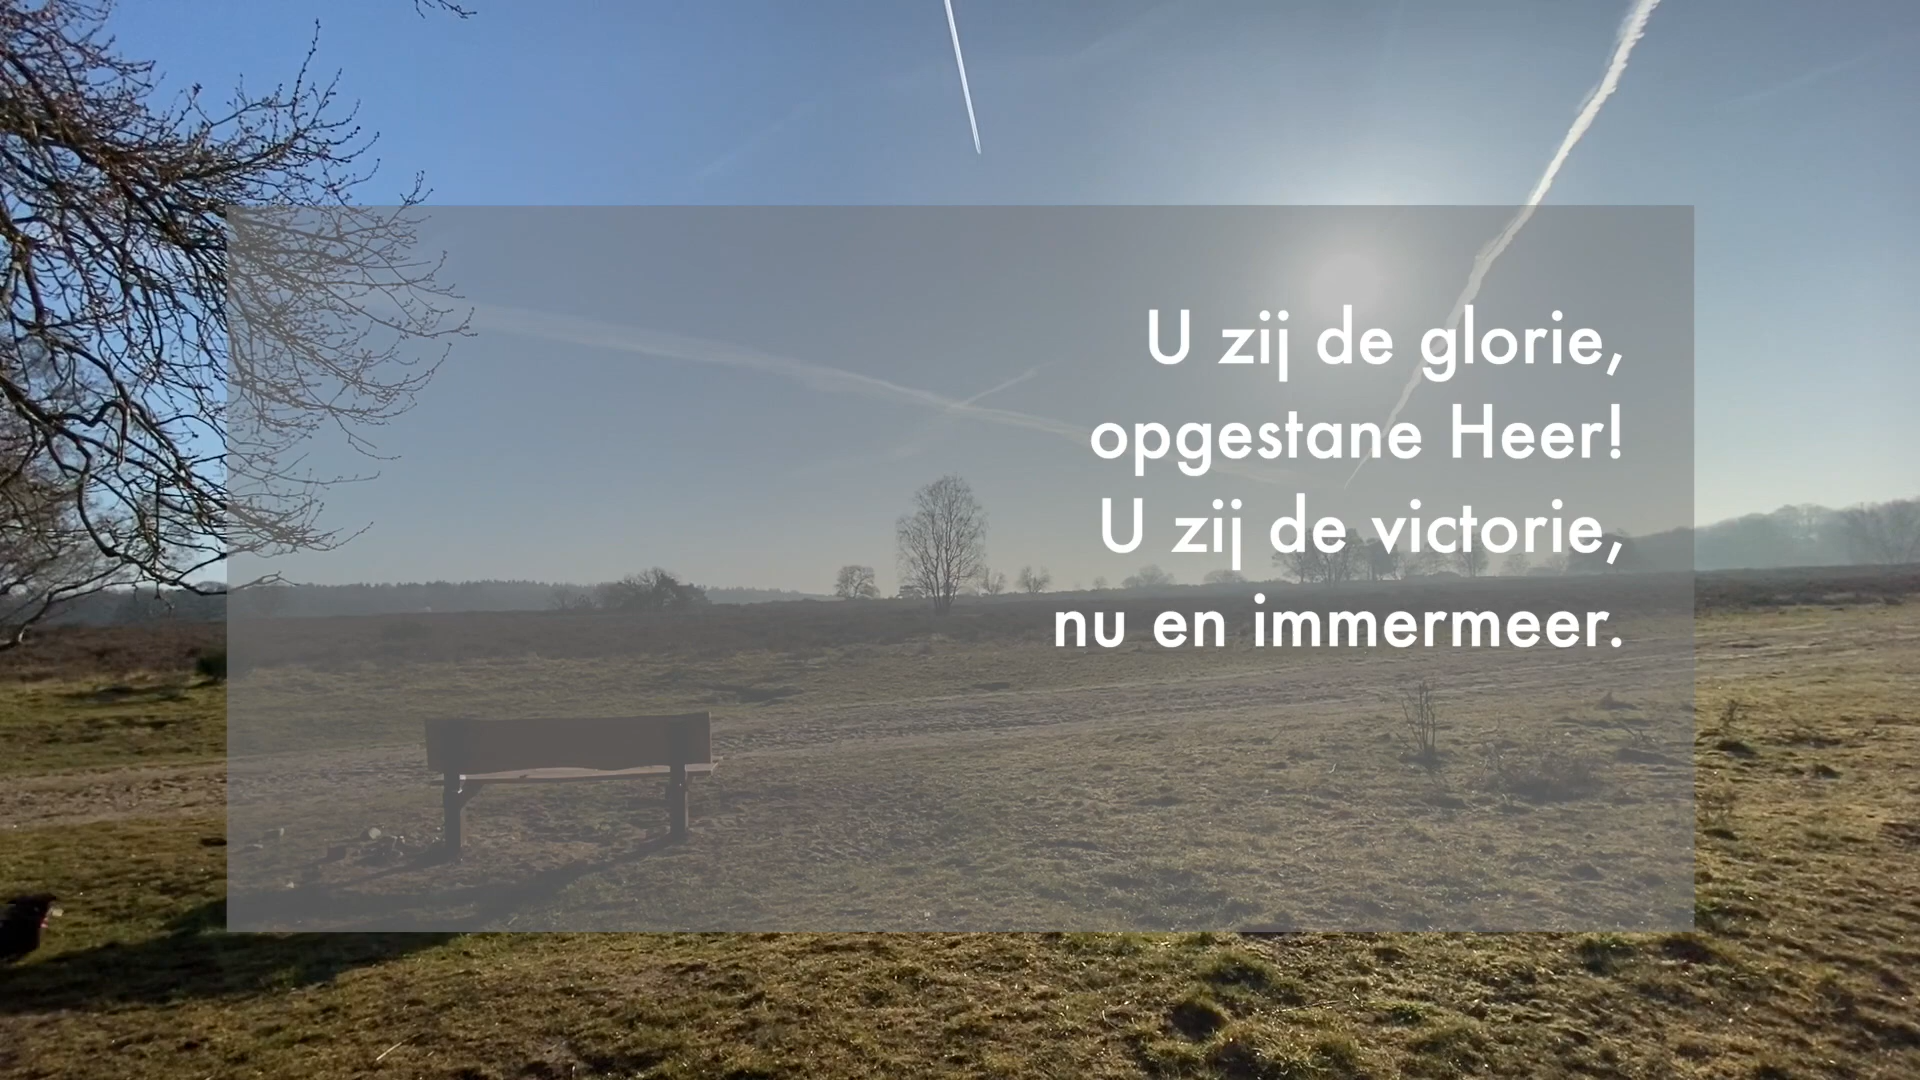 U zij de glorie,
opgestane Heer!
U zij de victorie,
nu en immermeer.